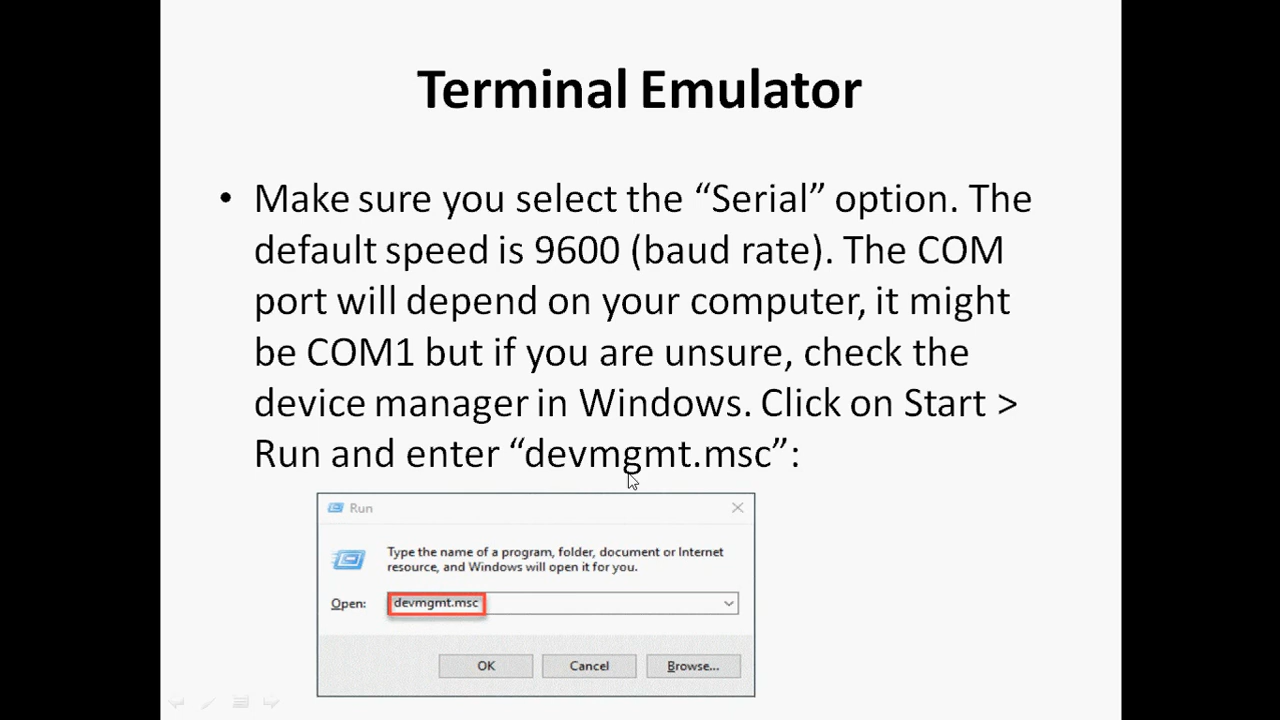 Terminal Emulator
• Make sure you select the “Serial” option. The
default speed is 9600 (baud rate). The COM
port will depend on your computer, it might
be COM1 but if you are unsure, check the
device manager in Windows. Click on Start >
Run and enter “devmgmt.msc”:
Run
Type the name of a program, folder, document or Internet
resource, and Windows will open it for you.
Open: devmgmt.msc
OK Cancel Browse...